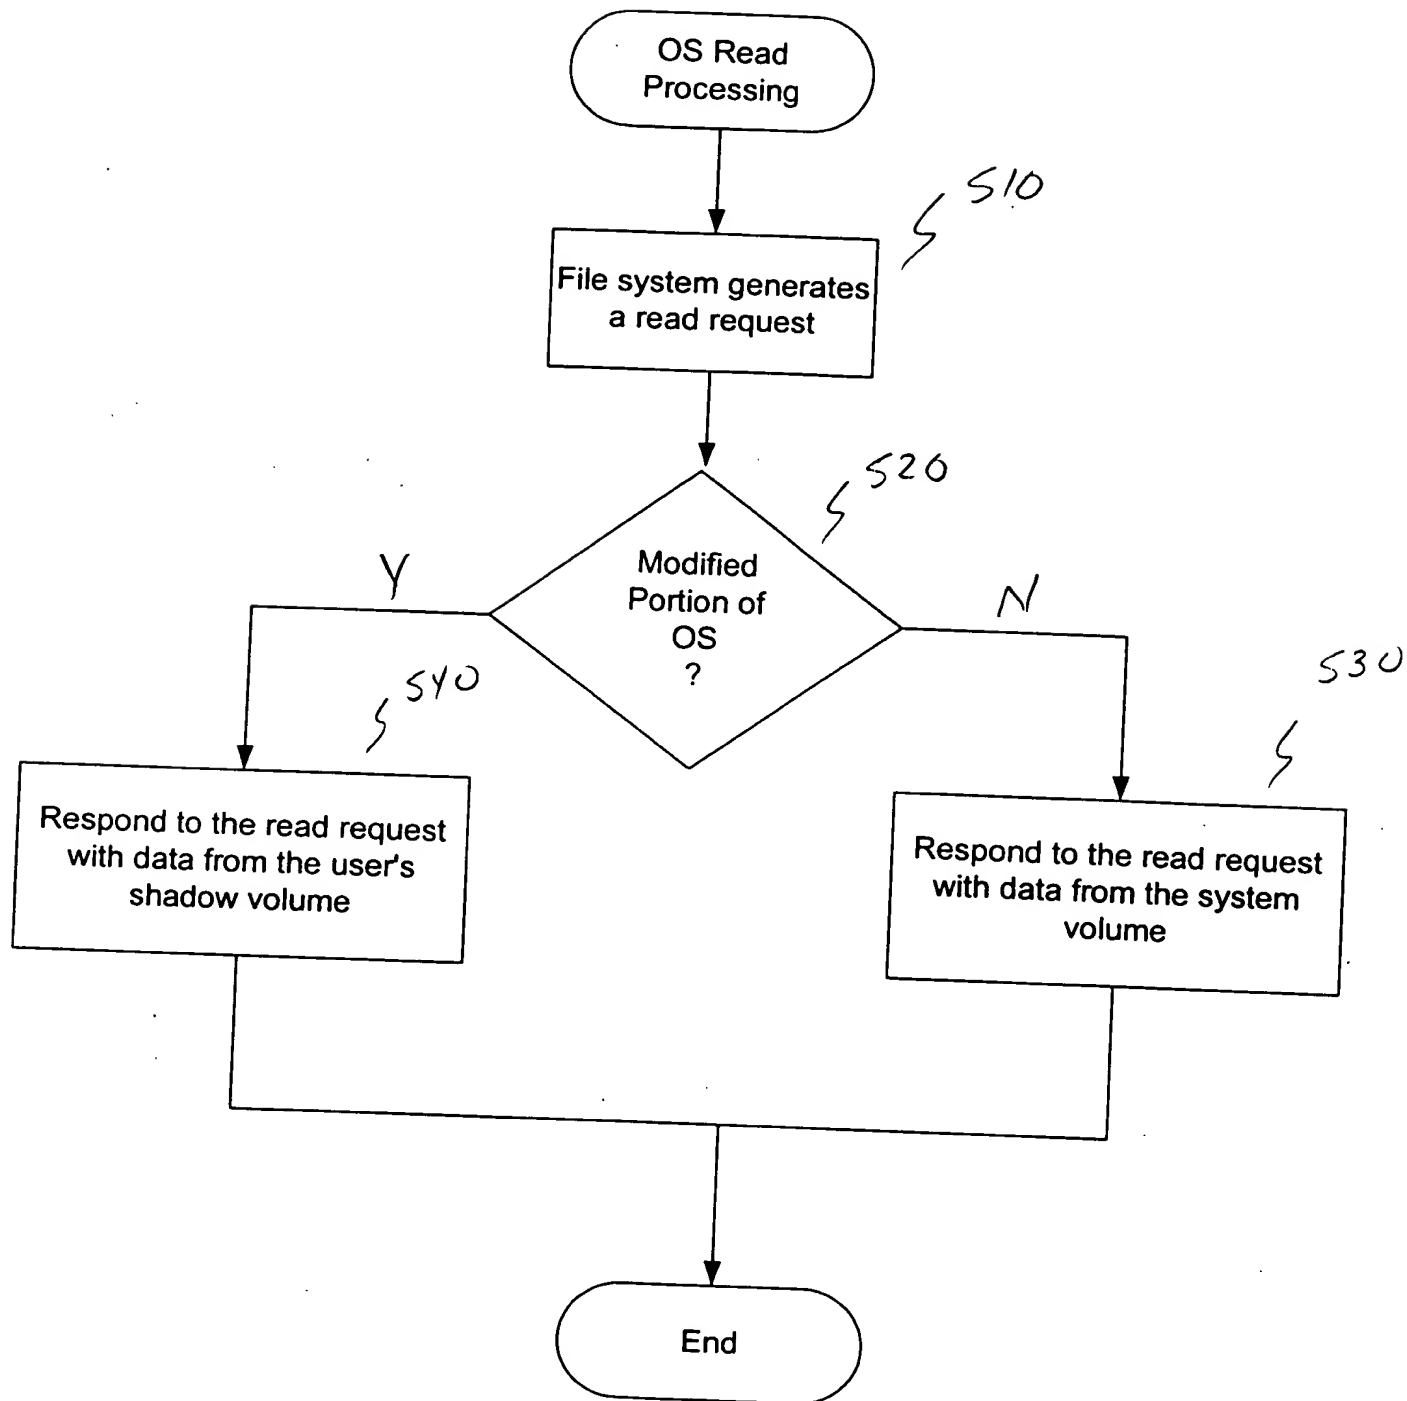 OS Read
Processing
510
File system generates
a read request
520
Modified
Portion of
OS
?
Y
N
540
530
Respond to the read request
with data from the user's
shadow volume
Respond to the read request
with data from the system
volume
End